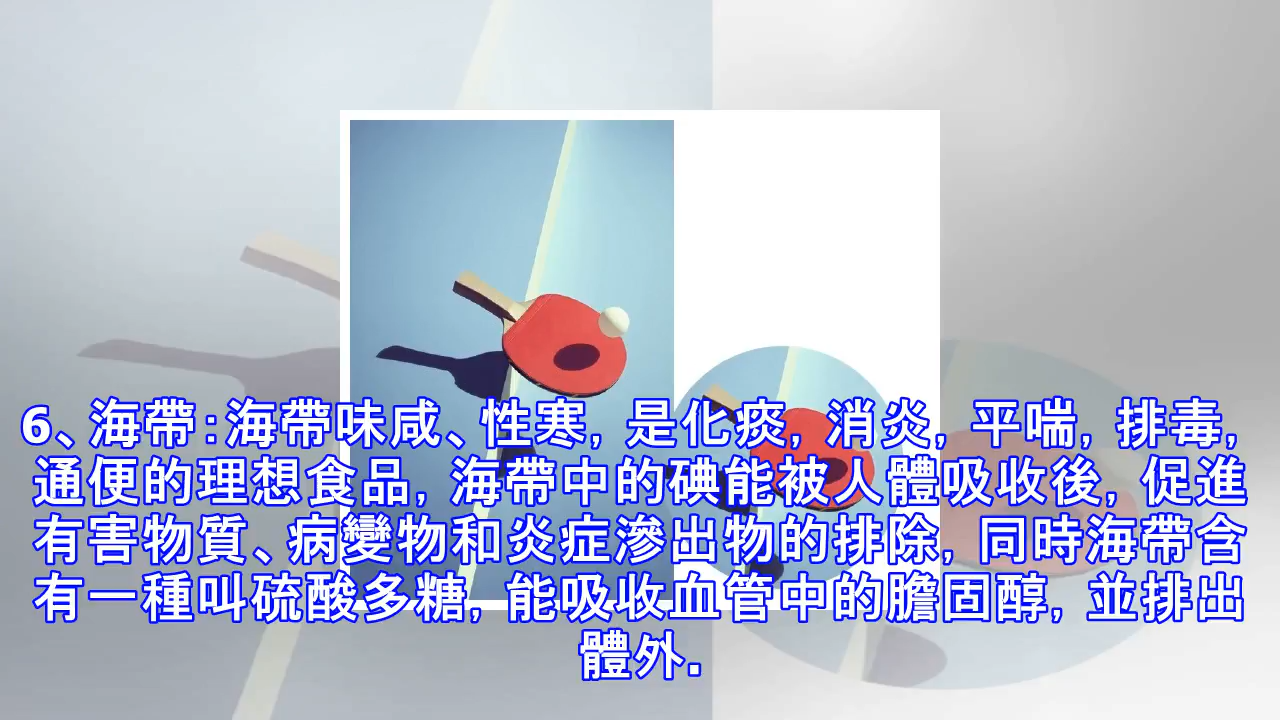 6、海帶:海帶味咸、性寒, 是化痰, 消炎, 平喘, 排毒,
通便的理想食品, 海帶中的碘能被人體吸收後, 促進
有害物質、病變物和炎症滲出物的排除, 同時海帶含
有一種叫硫酸多糖, 能吸收血管中的膽固醇, 並排出
體外.